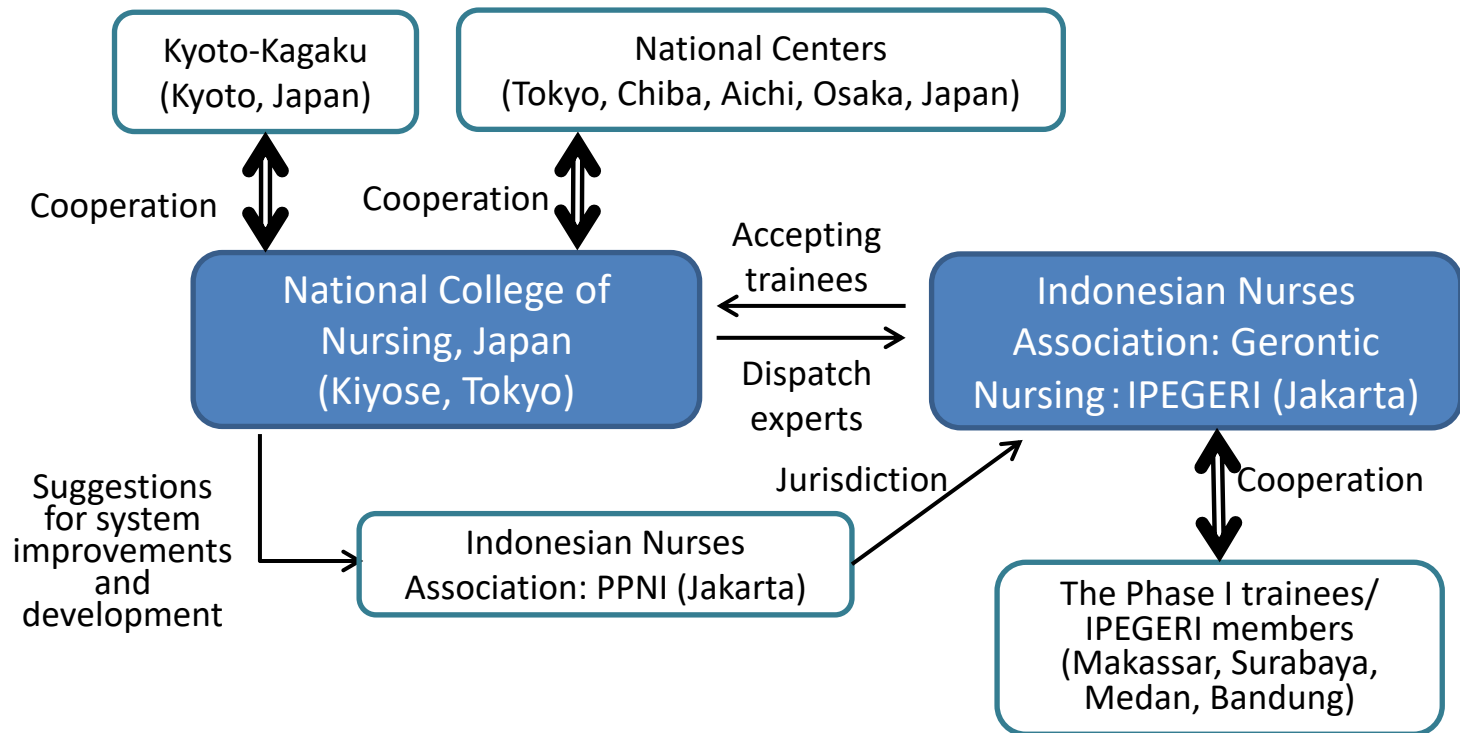 Kyoto-Kagaku
(Kyoto, Japan)
National Centers
(Tokyo, Chiba, Aichi, Osaka, Japan)
Cooperation
Cooperation
National College of
Nursing, Japan
(Kiyose, Tokyo)
Accepting
trainees
Dispatch
experts
Indonesian Nurses
Association: Gerontic
Nursing : IPEGERI (Jakarta)
Suggestions
for system
improvements
and
development
Indonesian Nurses
Association: PPNI (Jakarta)
Jurisdiction
Cooperation
The Phase I trainees/
IPEGERI members
(Makassar, Surabaya,
Medan, Bandung)